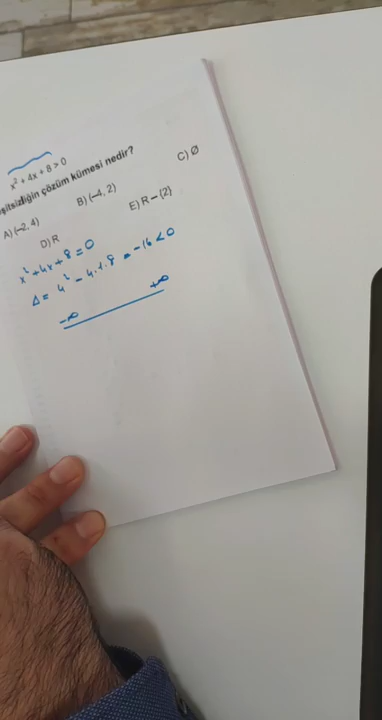 x² + 4x + 8 > 0
şitsizliğin çözüm kümesi nedir?
A) (−2, 4)
B) (−4, 2)
C) Ø
D) R
E) R − {2}
x² + 4x + 8 = 0
Δ = 4² − 4.1.8 = −16 < 0
−∞ +∞